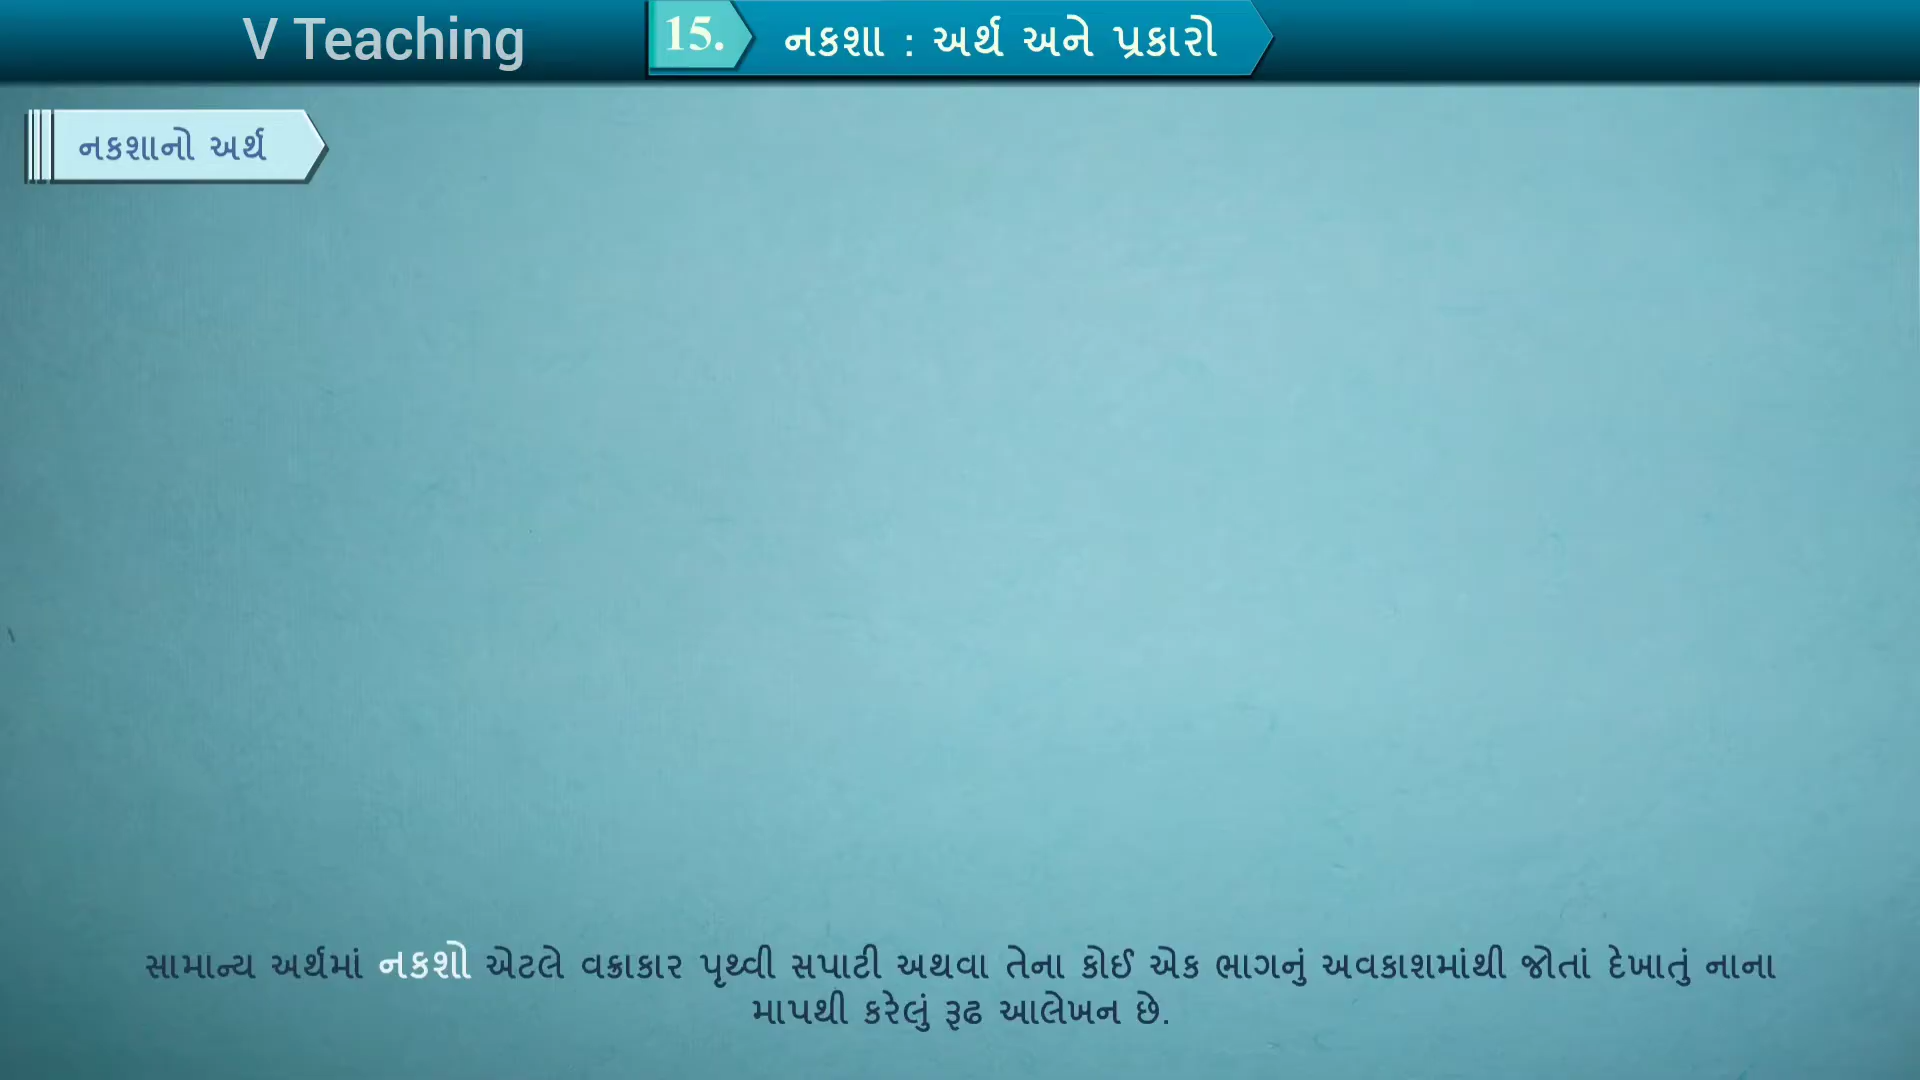 V Teaching
15. નકશા : અર્થ અને પ્રકારો
નકશાનો અર્થ
સામાન્ય અર્થમાં નકશો એટલે વક્રાકાર પૃથ્વી સપાટી અથવા તેના કોઈ એક ભાગનું અવકાશમાંથી જોતાં દેખાતું નાના
માપથી કરેલું રૂઢ આલેખન છે.